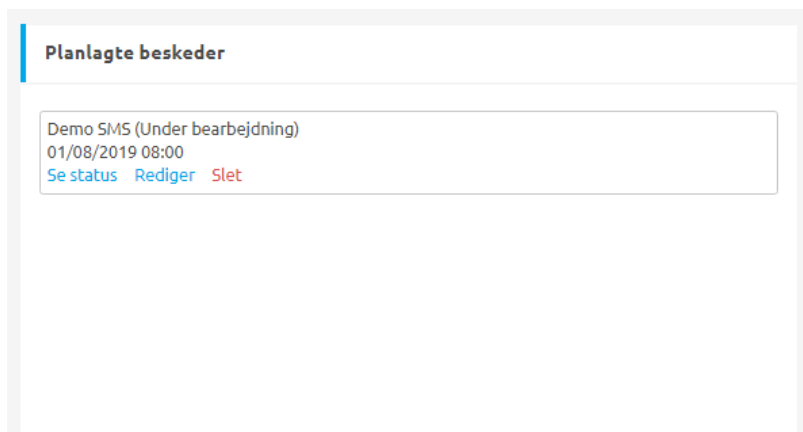 Planlagte beskeder
Demo SMS (Under bearbejdning)
01/08/2019 08:00
Se status Rediger Slet